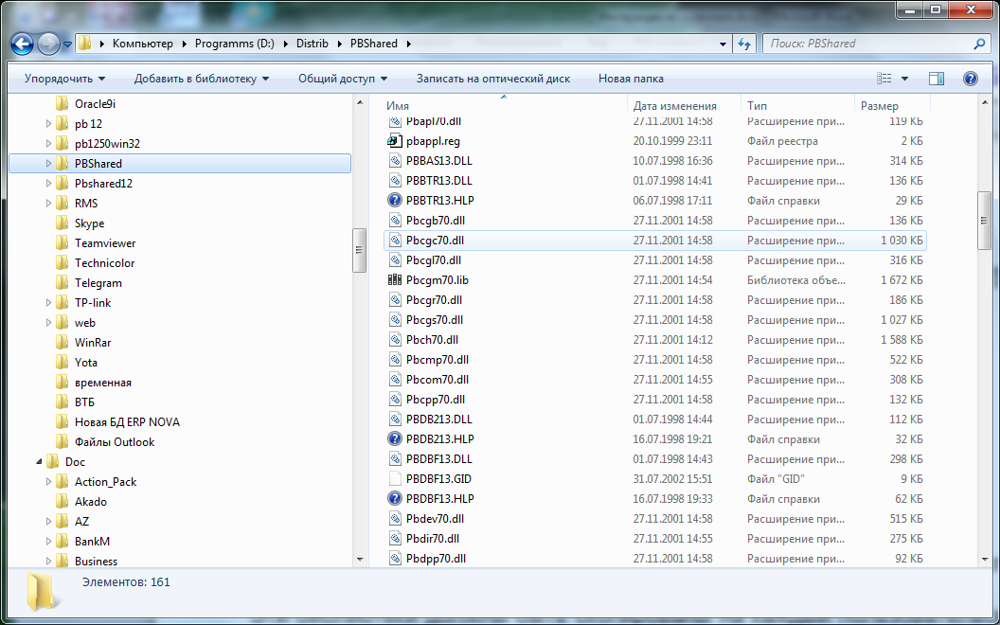 Компьютер Programms (D:) Distrib PBShared
Поиск: PBShared
Упорядочить Добавить в библиотеку Общий доступ Записать на оптический диск Новая папка
Oracle9i
pb 12
pb1250win32
PBShared
Pbshared12
RMS
Skype
Teamviewer
Technicolor
Telegram
TP-link
web
WinRar
Yota
временная
ВТБ
Новая БД ERP NOVA
Файлы Outlook
Doc
Action_Pack
Akado
AZ
BankM
Business
Имя Дата изменения Тип Размер
Pbapl70.dll 27.11.2001 14:58 Расширение при... 119 КБ
pbappl.reg 20.10.1999 23:11 Файл реестра 2 КБ
PBBAS13.DLL 10.07.1998 16:36 Расширение при... 314 КБ
PBBTR13.DLL 01.07.1998 14:41 Расширение при... 136 КБ
PBBTR13.HLP 06.07.1998 17:11 Файл справки 29 КБ
Pbcgb70.dll 27.11.2001 14:58 Расширение при... 136 КБ
Pbcgc70.dll 27.11.2001 14:58 Расширение при... 1 030 КБ
Pbcgl70.dll 27.11.2001 14:58 Расширение при... 316 КБ
Pbcgm70.lib 27.11.2001 14:54 Библиотека объе... 1 672 КБ
Pbcgr70.dll 27.11.2001 14:58 Расширение при... 186 КБ
Pbcgs70.dll 27.11.2001 14:58 Расширение при... 1 027 КБ
Pbch70.dll 27.11.2001 14:12 Расширение при... 1 588 КБ
Pbcmp70.dll 27.11.2001 14:58 Расширение при... 522 КБ
Pbcom70.dll 27.11.2001 14:55 Расширение при... 308 КБ
Pbcpp70.dll 27.11.2001 14:58 Расширение при... 132 КБ
PBDB213.DLL 01.07.1998 14:44 Расширение при... 112 КБ
PBDB213.HLP 16.07.1998 19:21 Файл справки 32 КБ
PBDBF13.DLL 01.07.1998 14:43 Расширение при... 298 КБ
PBDBF13.GID 31.07.2002 15:51 Файл "GID" 9 КБ
PBDBF13.HLP 16.07.1998 19:33 Файл справки 62 КБ
Pbdev70.dll 27.11.2001 14:58 Расширение при... 515 КБ
Pbdir70.dll 27.11.2001 14:55 Расширение при... 275 КБ
Pbdpp70.dll 27.11.2001 14:58 Расширение при... 92 КБ
Элементов: 161